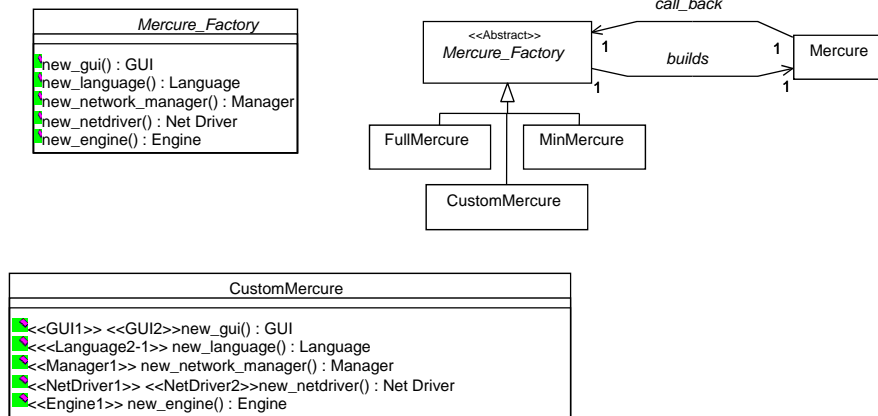 Mercure_Factory
new_gui() : GUI
new_language() : Language
new_network_manager() : Manager
new_netdriver() : Net Driver
new_engine() : Engine
call_back
<<Abstract>>
Mercure_Factory
1
1
Mercure
builds
1
1
FullMercure
MinMercure
CustomMercure
CustomMercure
<<GUI1>> <<GUI2>>new_gui() : GUI
<<<Language2-1>> new_language() : Language
<<Manager1>> new_network_manager() : Manager
<<NetDriver1>> <<NetDriver2>>new_netdriver() : Net Driver
<<Engine1>> new_engine() : Engine